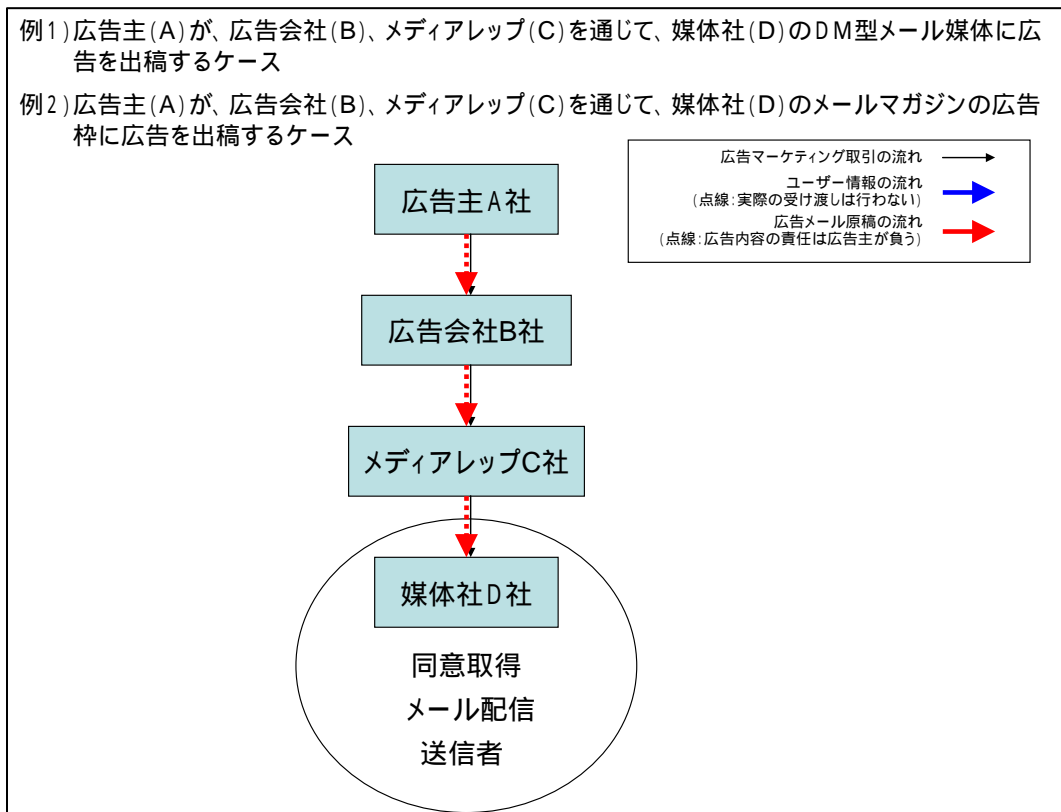 例1)広告主(A)が、広告会社(B)、メディアレップ(C)を通じて、媒体社(D)のDM型メール媒体に広
告を出稿するケース
例2)広告主(A)が、広告会社(B)、メディアレップ(C)を通じて、媒体社(D)のメールマガジンの広告
枠に広告を出稿するケース
広告マーケティング取引の流れ
ユーザー情報の流れ
(点線:実際の受け渡しは行わない)
広告メール原稿の流れ
(点線:広告内容の責任は広告主が負う)
広告主A社
広告会社B社
メディアレップC社
媒体社D社
同意取得
メール配信
送信者